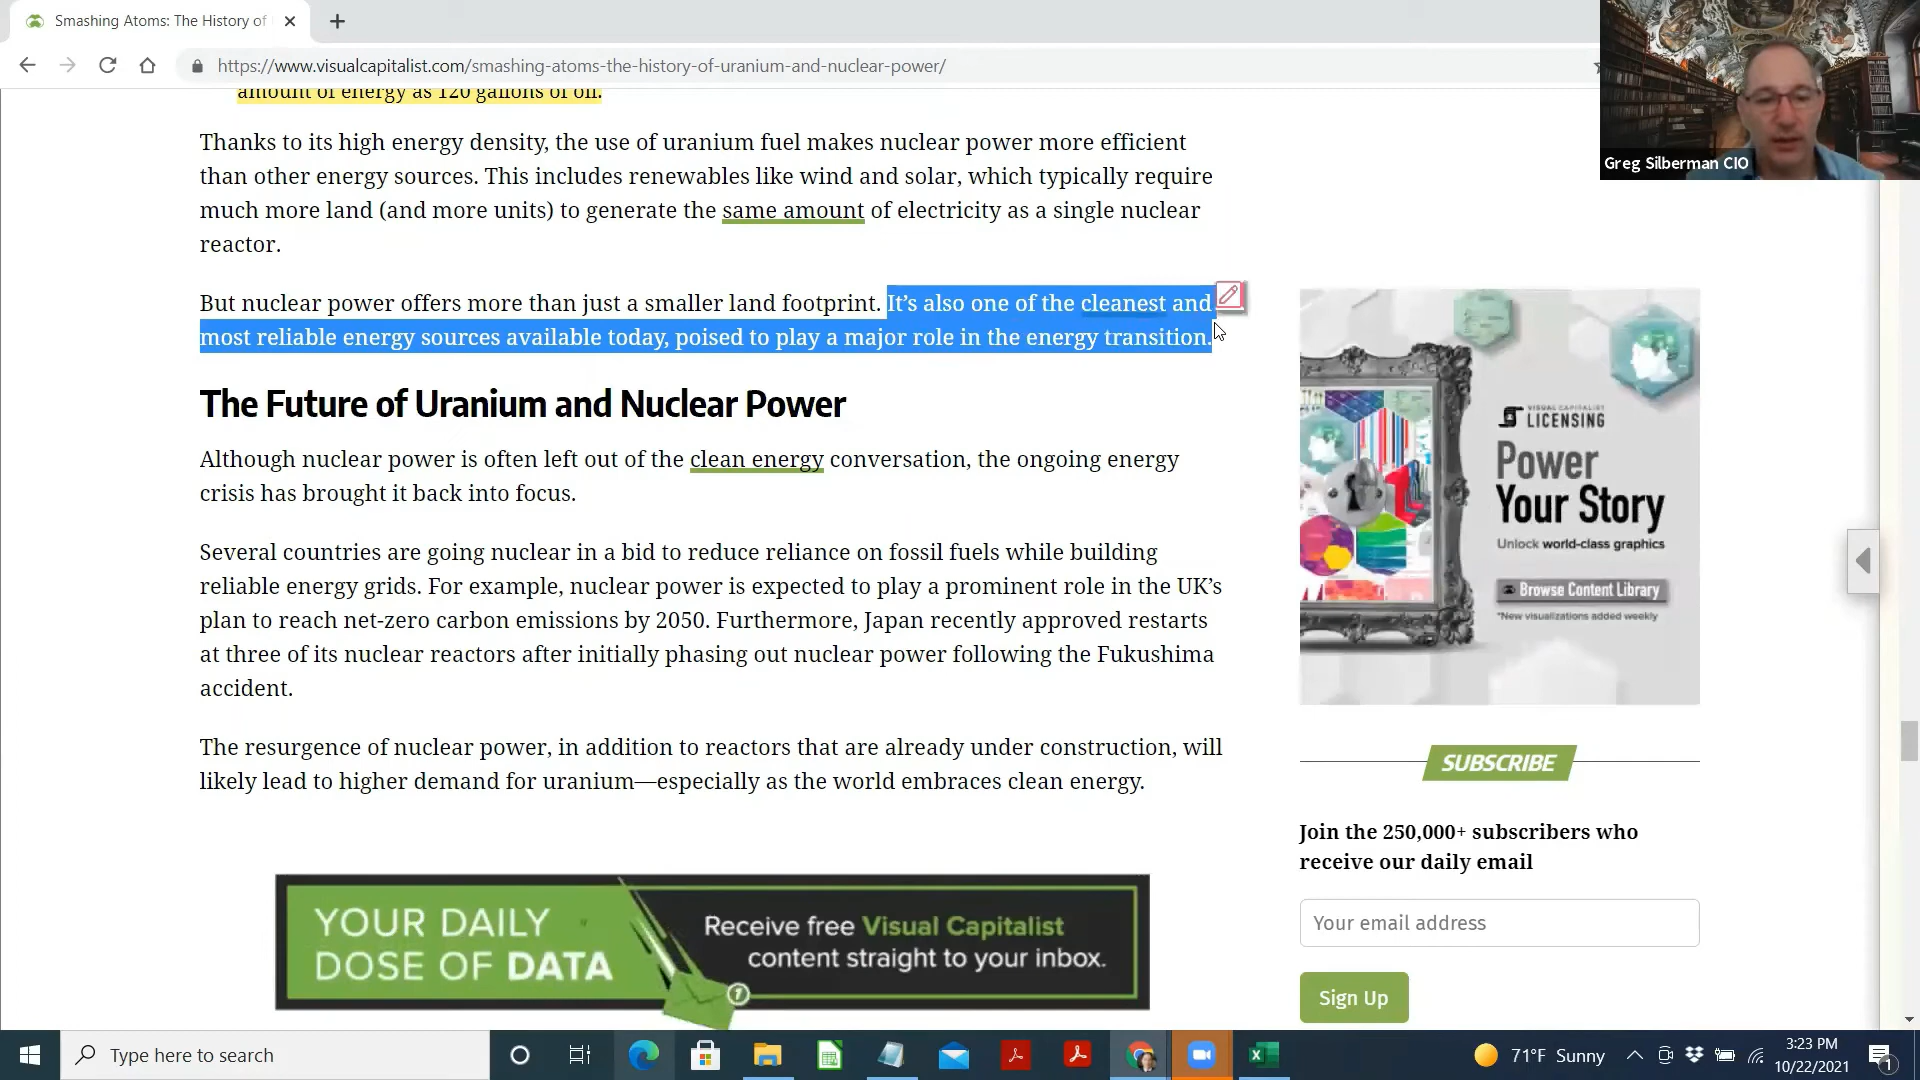 Smashing Atoms: The History of
https://www.visualcapitalist.com/smashing-atoms-the-history-of-uranium-and-nuclear-power/
Greg Silberman CIO
amount of energy as 120 gallons of oil.
Thanks to its high energy density, the use of uranium fuel makes nuclear power more efficient
than other energy sources. This includes renewables like wind and solar, which typically require
much more land (and more units) to generate the same amount of electricity as a single nuclear
reactor.
But nuclear power offers more than just a smaller land footprint. It's also one of the cleanest and
most reliable energy sources available today, poised to play a major role in the energy transition.
The Future of Uranium and Nuclear Power
Although nuclear power is often left out of the clean energy conversation, the ongoing energy
crisis has brought it back into focus.
Several countries are going nuclear in a bid to reduce reliance on fossil fuels while building
reliable energy grids. For example, nuclear power is expected to play a prominent role in the UK's
plan to reach net-zero carbon emissions by 2050. Furthermore, Japan recently approved restarts
at three of its nuclear reactors after initially phasing out nuclear power following the Fukushima
accident.
The resurgence of nuclear power, in addition to reactors that are already under construction, will
likely lead to higher demand for uranium—especially as the world embraces clean energy.
YOUR DAILY
DOSE OF DATA
Receive free Visual Capitalist
content straight to your inbox.
1
VISUAL CAPITALIST
LICENSING
Power
Your Story
Unlock world-class graphics
Browse Content Library
*New visualizations added weekly
SUBSCRIBE
Join the 250,000+ subscribers who
receive our daily email
Your email address
Sign Up
Type here to search
71°F Sunny
3:23 PM
10/22/2021
1